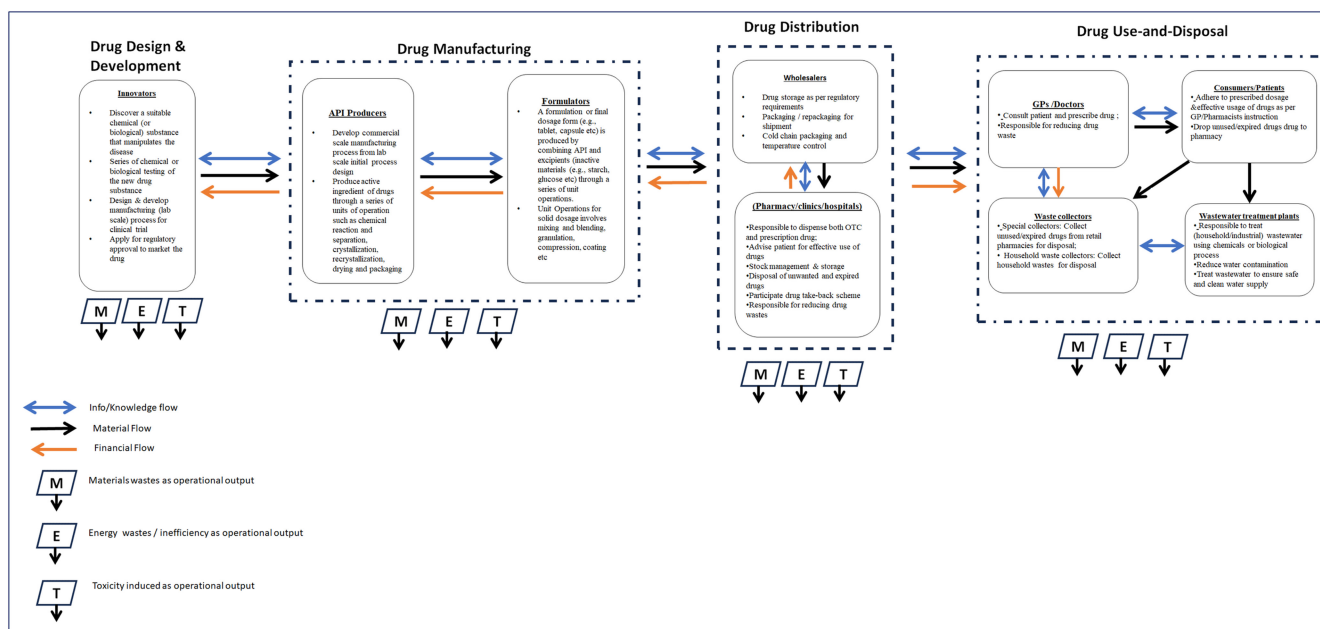 Drug Design &
Development
Innovators
• Discover a suitable
chemical (or
biological) substance
that manipulates the
disease
• Series of chemical or
biological testing of
the new drug
substance
• Design & develop
manufacturing (lab
scale) process for
clinical trial
• Apply for regulatory
approval to market the
drug
M E T
Drug Manufacturing
API Producers
• Develop commercial
scale manufacturing
process from lab
scale initial process
design
• Produce active
ingredient of drugs
through a series of
units of operation
such as chemical
reaction and
separation,
crystallization,
recrystallization,
drying and packaging
Formulators
• A formulation or final
dosage form (e.g.,
tablet, capsule etc) is
produced by
combining API and
excipients (inactive
materials (e.g., starch,
glucose etc) through a
series of unit
operations.
• Unit Operations for
solid dosage involves
mixing and blending,
granulation,
compression, coating
etc
M E T
Drug Distribution
Wholesalers
• Drug storage as per regulatory
requirements
• Packaging / repackaging for
shipment
• Cold chain packaging and
temperature control
(Pharmacy/clinics/hospitals)
•Responsible to dispense both OTC
and prescription drug;
•Advise patient for effective use of
drugs
•Stock management & storage
•Disposal of unwanted and expired
drugs
•Participate drug take-back scheme
•Responsible for reducing drug
wastes
M E T
Drug Use-and-Disposal
GPs /Doctors
•Consult patient and prescribe drug ;
•Responsible for reducing drug
waste
Consumers/Patients
•Adhere to prescribed dosage
&effective usage of drugs as per
GP/Pharmacists instruction
•Drop unused/expired drugs drug to
pharmacy
Waste collectors
•Special collectors: Collect
unused/expired drugs from retail
pharmacies for disposal;
• Household waste collectors: Collect
household wastes for disposal
Wastewater treatment plants
•Responsible to treat
(household/industrial) wastewater
using chemicals or biological
process
•Reduce water contamination
•Treat wastewater to ensure safe
and clean water supply
M E T
Info/Knowledge flow
Material Flow
Financial Flow
M Materials wastes as operational output
E Energy wastes / inefficiency as operational output
T Toxicity induced as operational output